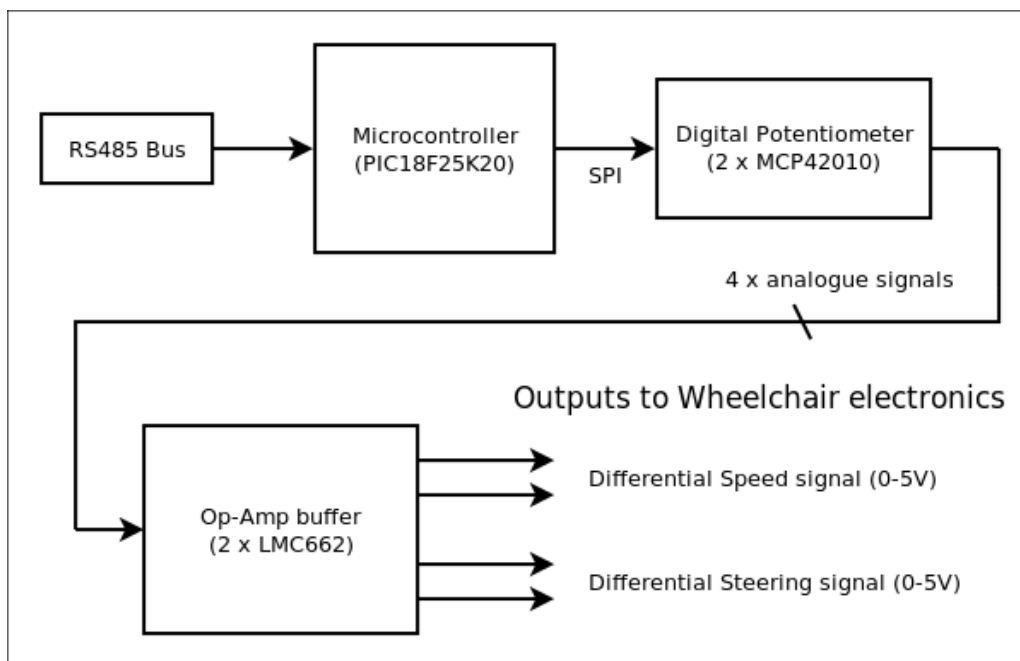 RS485 Bus
Microcontroller
(PIC18F25K20)
SPI
Digital Potentiometer
(2 x MCP42010)
4 x analogue signals
Outputs to Wheelchair electronics
Op-Amp buffer
(2 x LMC662)
Differential Speed signal (0-5V)
Differential Steering signal (0-5V)